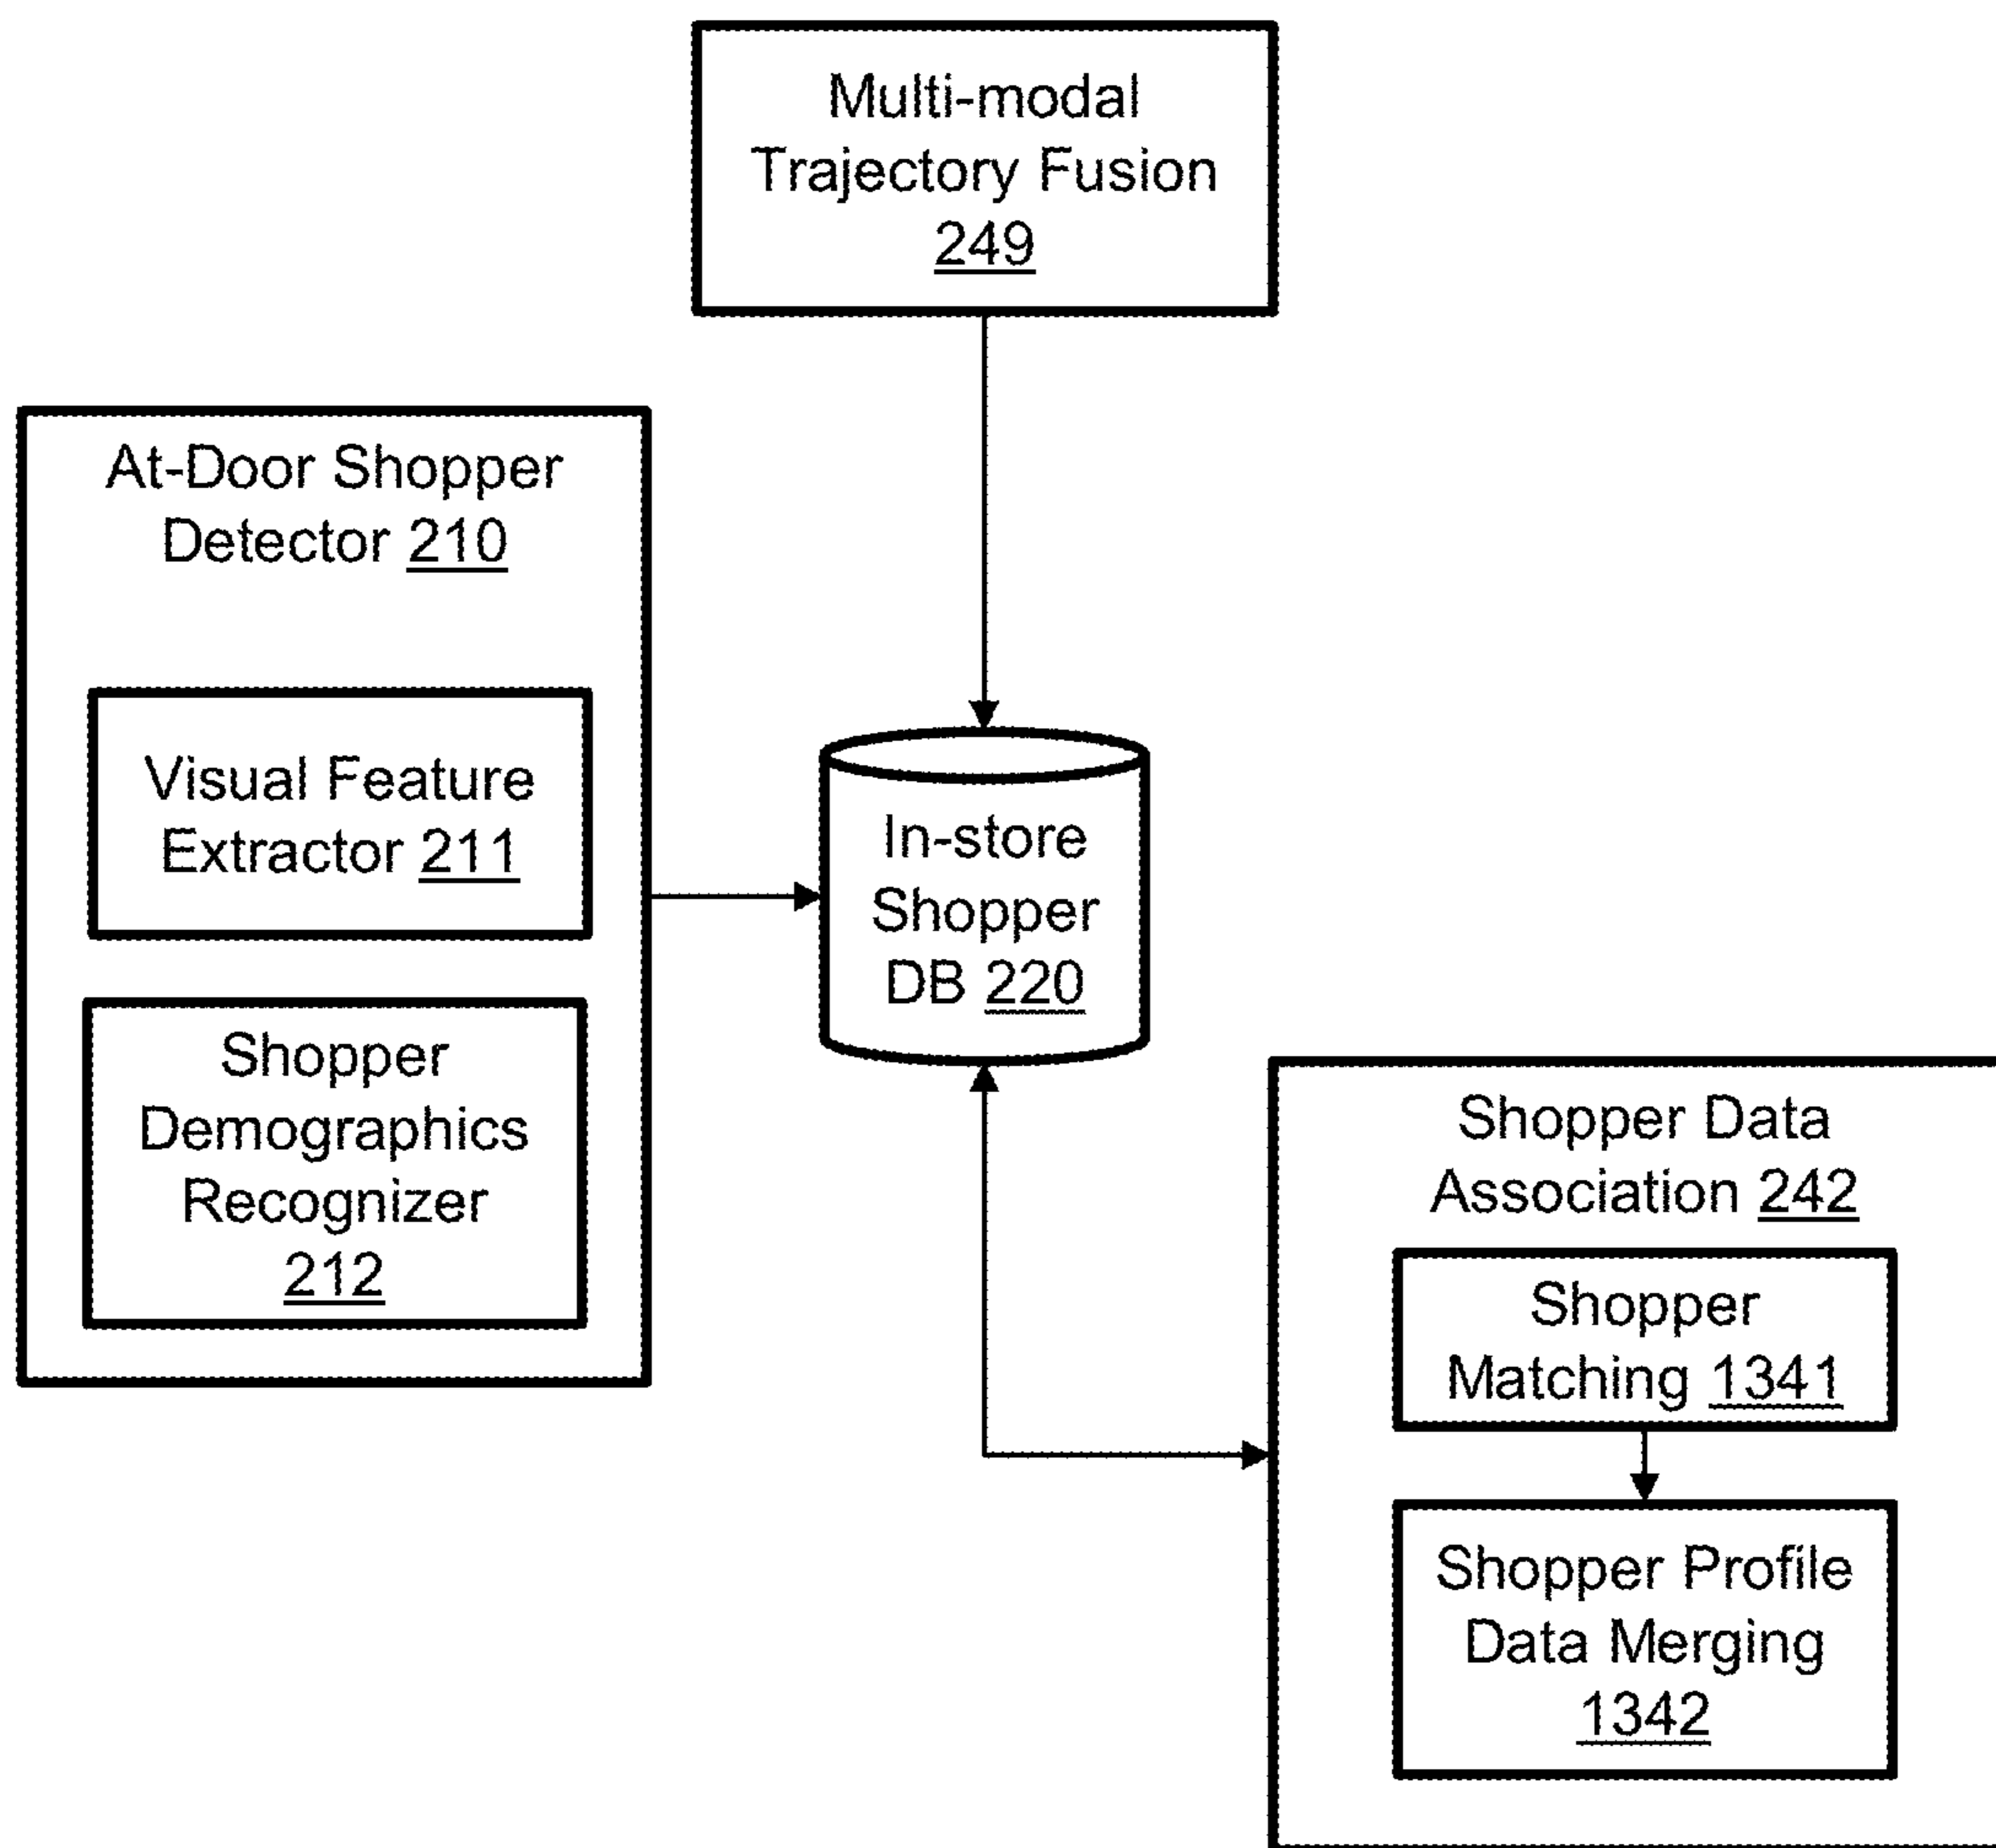 Multi-modal
Trajectory Fusion
249
At-Door Shopper
Detector 210
Visual Feature
Extractor 211
Shopper
Demographics
Recognizer
212
In-store
Shopper
DB 220
Shopper Data
Association 242
Shopper
Matching 1341
Shopper Profile
Data Merging
1342